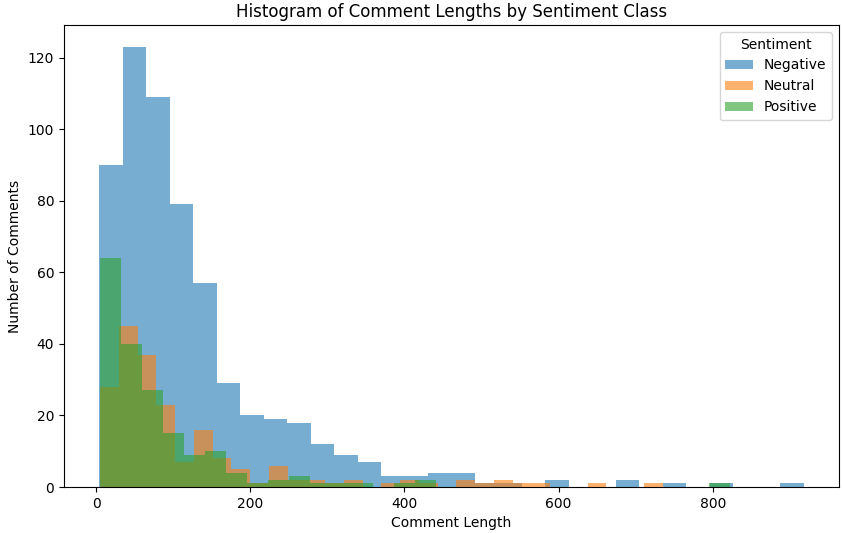 Histogram of Comment Lengths by Sentiment Class
Sentiment
Negative
Neutral
Positive
Number of Comments
120
100
80
60
40
20
0
0 200 400 600 800
Comment Length